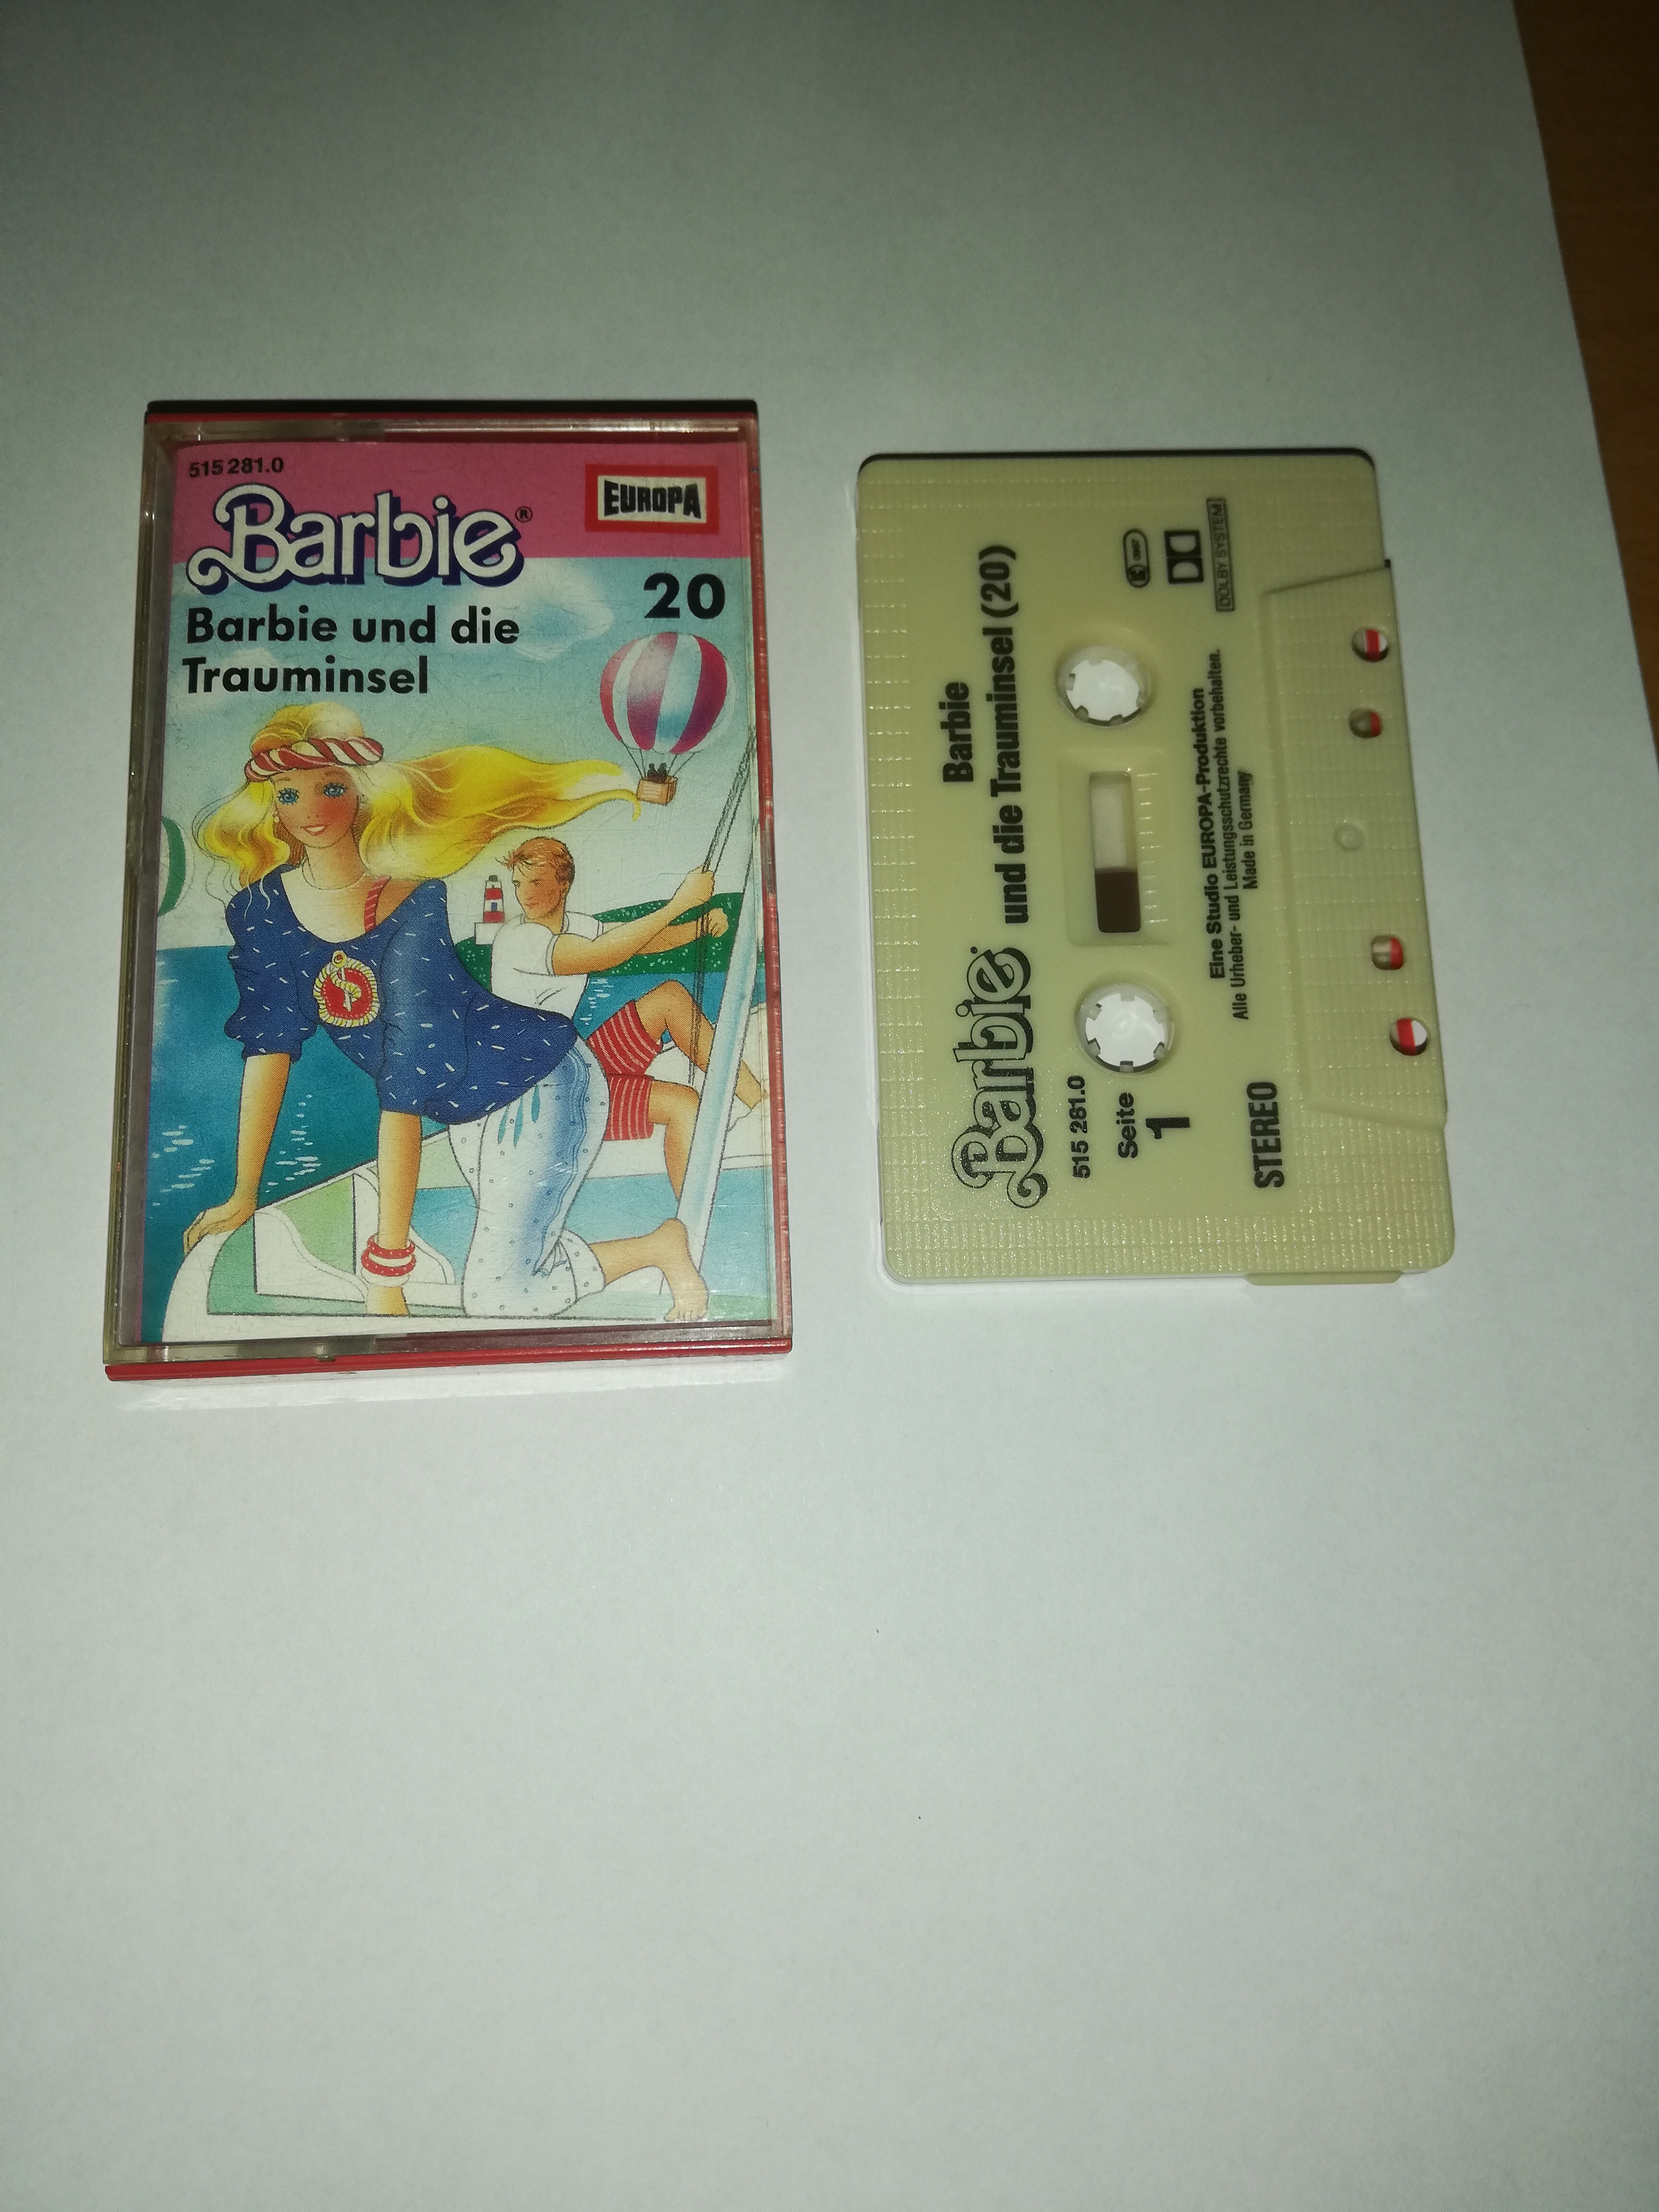 515 281.0
EUROPA
Barbie®
20
Barbie und die
Trauminsel
Barbie
Barbie
und die Trauminsel (20)
515 281.0
Seite
1
STEREO
Eine Studio EUROPA-Produktion
Alle Urheber- und Leistungsschutzrechte vorbehalten.
Made in Germany
DOLBY SYSTEM